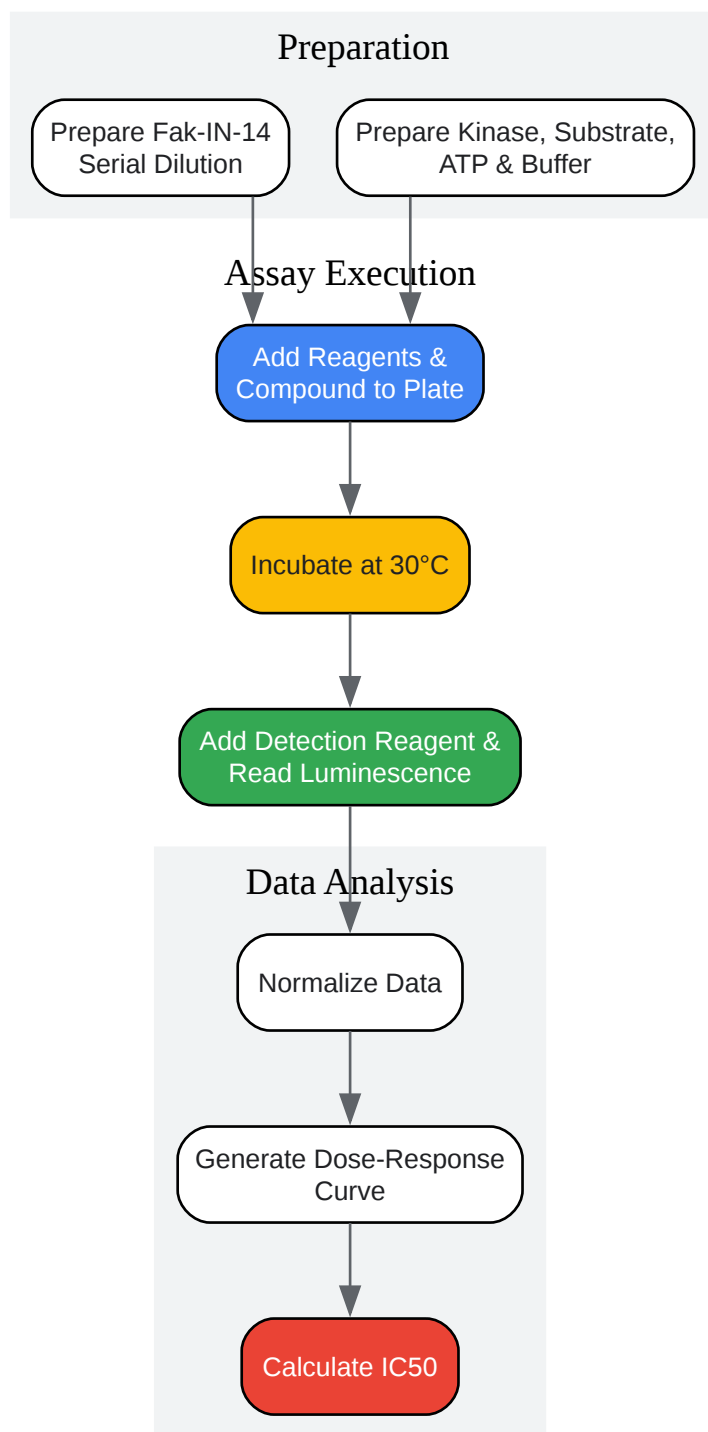 Preparation
Prepare Fak-IN-14
Serial Dilution
Prepare Kinase, Substrate,
ATP & Buffer
Assay Execution
Add Reagents &
Compound to Plate
Incubate at 30°C
Add Detection Reagent &
Read Luminescence
Data Analysis
Normalize Data
Generate Dose-Response
Curve
Calculate IC50